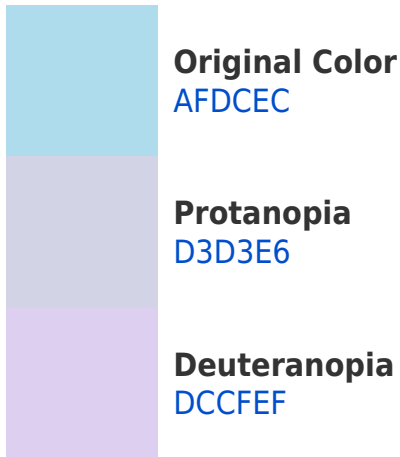 Original Color
AFDCEC
Protanopia
D3D3E6
Deuteranopia
DCCFEF